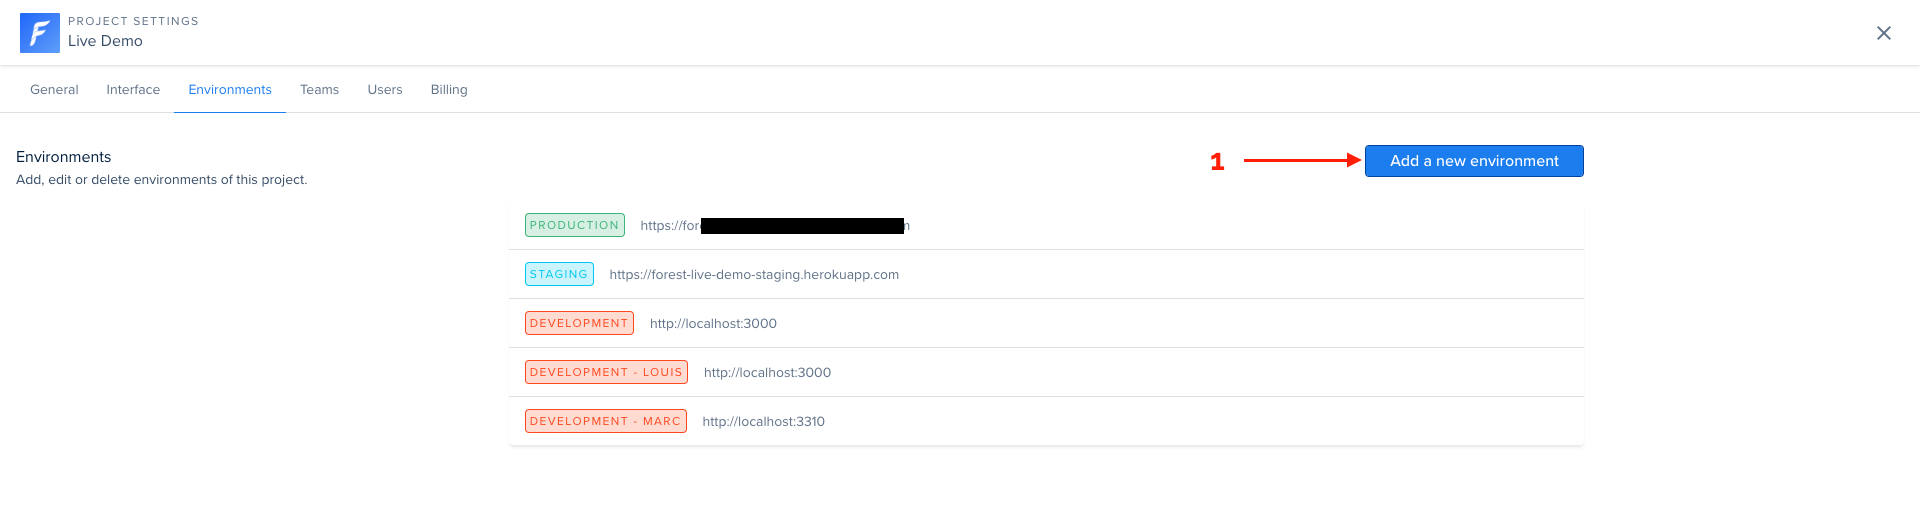 PROJECT SETTINGS
Live Demo
General Interface Environments Teams Users Billing
Environments
Add, edit or delete environments of this project.
1 Add a new environment
PRODUCTION https://for
STAGING https://forest-live-demo-staging.herokuapp.com
DEVELOPMENT http://localhost:3000
DEVELOPMENT - LOUIS http://localhost:3000
DEVELOPMENT - MARC http://localhost:3310